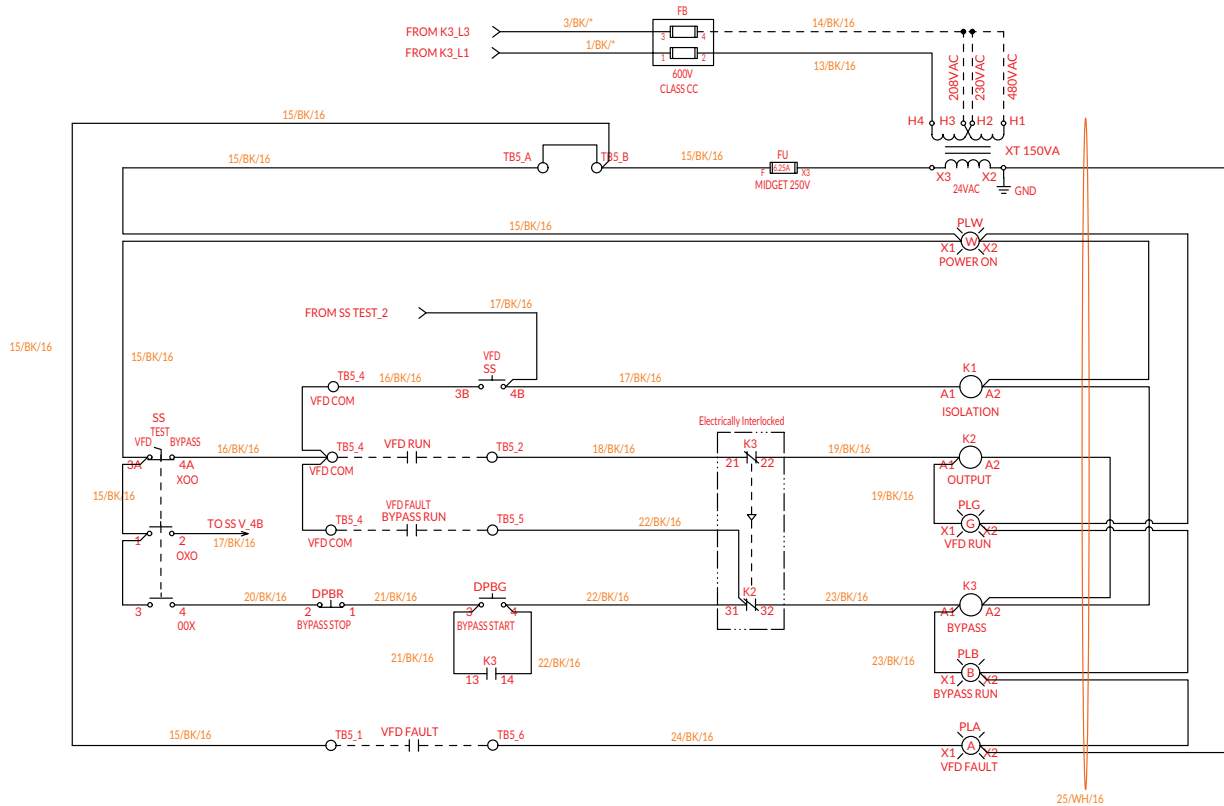 FB
FROM K3_L3
3/BK/*
3
4
14/BK/16
FROM K3_L1
1/BK/*
1
2
13/BK/16
600V
CLASS CC
208VAC
230VAC
480VAC
H4
H3
H2
H1
15/BK/16
XT 150VA
15/BK/16
TB5_A
TB5_B
15/BK/16
FU
F
6.25A
X3
MIDGET 250V
X3
X2
24VAC
GND
15/BK/16
PLW
X1
W
X2
POWER ON
FROM SS TEST_2
17/BK/16
15/BK/16
15/BK/16
VFD
SS
TB5_4
16/BK/16
3B
4B
17/BK/16
VFD COM
K1
A1
A2
ISOLATION
SS
TEST
VFD
BYPASS
3A
4A
XOO
16/BK/16
TB5_4
VFD COM
VFD RUN
TB5_2
18/BK/16
Electrically Interlocked
K3
21
22
19/BK/16
K2
A1
A2
OUTPUT
15/BK/16
19/BK/16
TO SS V_4B
1
2
17/BK/16
OXO
TB5_4
VFD COM
VFD FAULT
BYPASS RUN
TB5_5
22/BK/16
PLG
X1
G
X2
VFD RUN
3
4
OOX
20/BK/16
DPBR
2
1
BYPASS STOP
21/BK/16
DPBG
3
4
BYPASS START
22/BK/16
K2
31
32
23/BK/16
K3
A1
A2
BYPASS
21/BK/16
K3
13
14
22/BK/16
23/BK/16
PLB
X1
B
X2
BYPASS RUN
15/BK/16
TB5_1
VFD FAULT
TB5_6
24/BK/16
PLA
X1
A
X2
VFD FAULT
25/WH/16